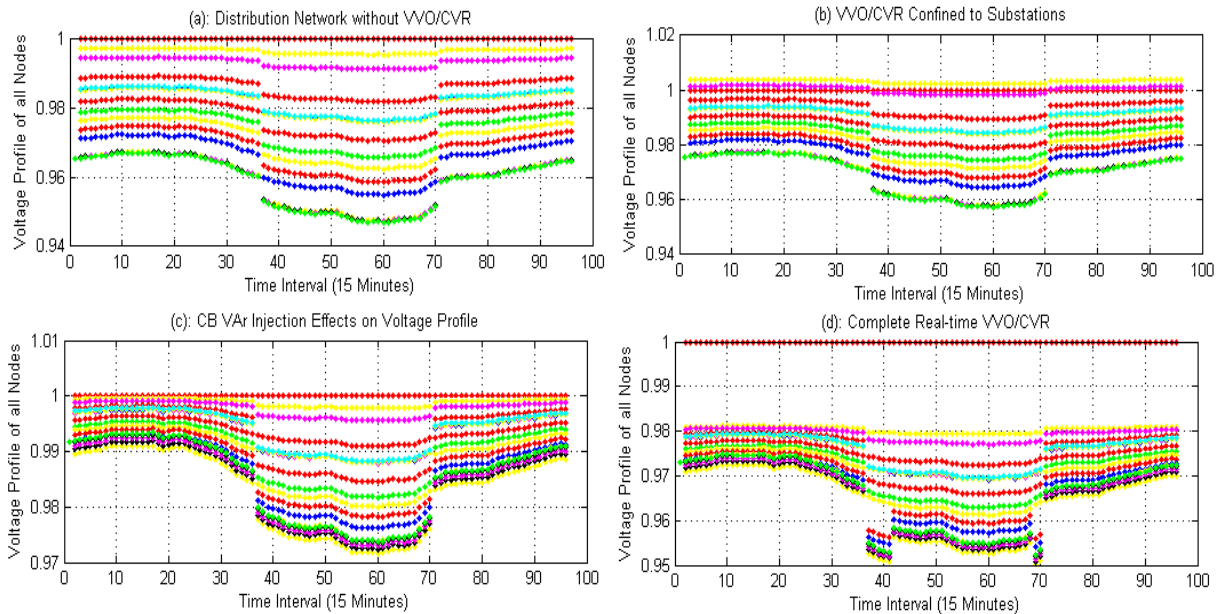 (a): Distribution Network without VVO/CVR
Voltage Profile of all Nodes
1
0.98
0.96
0.94
0 10 20 30 40 50 60 70 80 90 100
Time Interval (15 Minutes)
(b) VVO/CVR Confined to Substations
Voltage Profile of all Nodes
1.02
1
0.98
0.96
0.94
0 10 20 30 40 50 60 70 80 90 100
Time Interval (15 Minutes)
(c): CB VAr Injection Effects on Voltage Profile
Voltage Profile of all Nodes
1.01
1
0.99
0.98
0.97
0 10 20 30 40 50 60 70 80 90 100
Time Interval (15 Minutes)
(d): Complete Real-time VVO/CVR
Voltage Profile of all Nodes
1
0.99
0.98
0.97
0.96
0.95
0 10 20 30 40 50 60 70 80 90 100
Time Interval (15 Minutes)